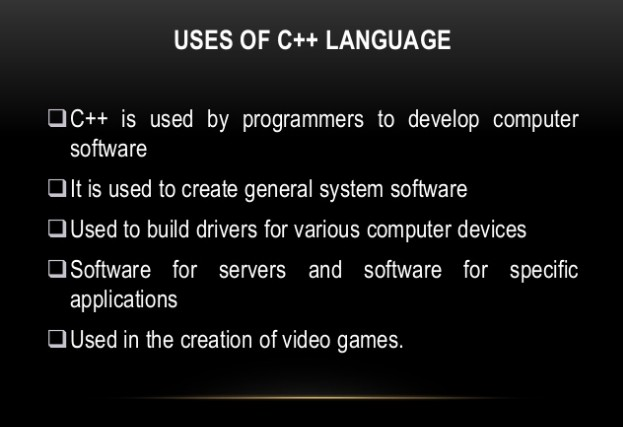 USES OF C++ LANGUAGE
❑C++ is used by programmers to develop computer
software
❑It is used to create general system software
❑Used to build drivers for various computer devices
❑Software for servers and software for specific
applications
❑Used in the creation of video games.